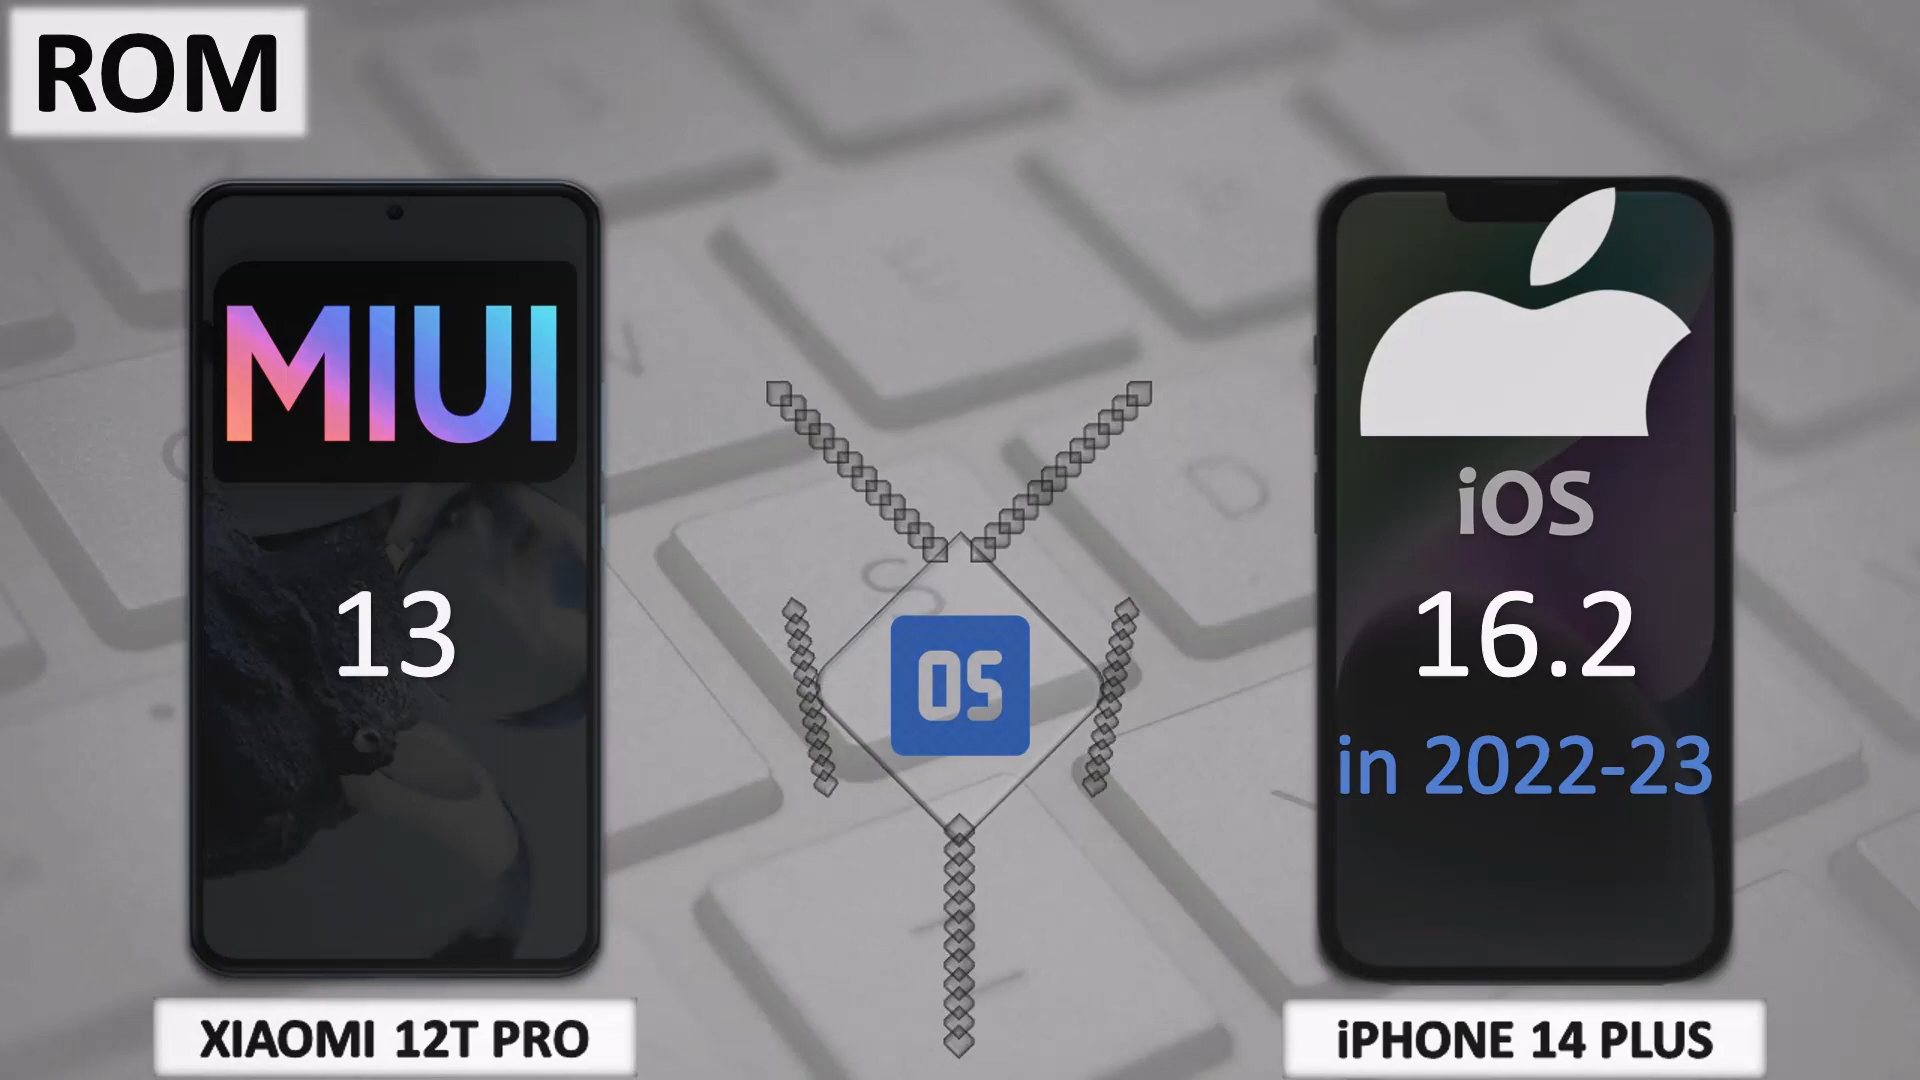 ROM
MIUI
13
XIAOMI 12T PRO
OS
iOS
16.2
in 2022-23
iPHONE 14 PLUS